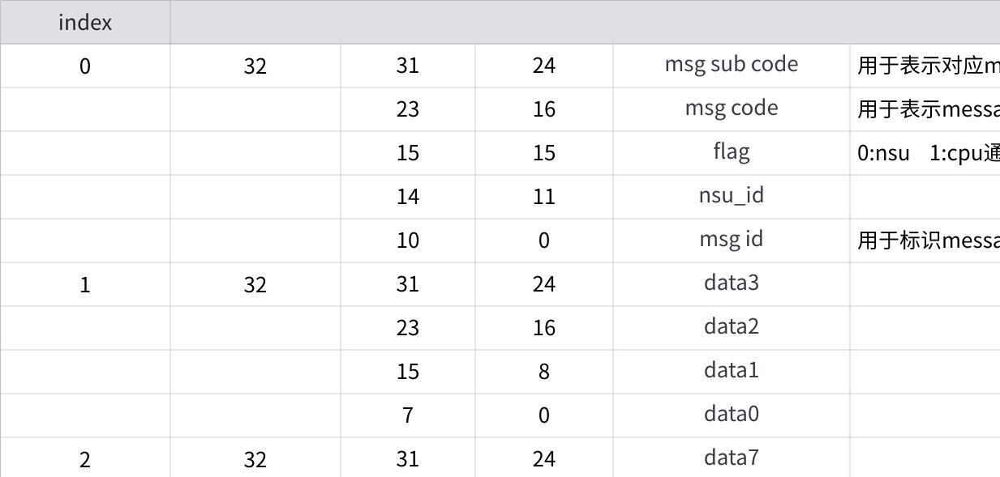 index
0 32 31 24 msg sub code 用于表示对应m
23 16 msg code 用于表示messa
15 15 flag 0:nsu 1:cpu通
14 11 nsu_id
10 0 msg id 用于标识messa
1 32 31 24 data3
23 16 data2
15 8 data1
7 0 data0
2 32 31 24 data7